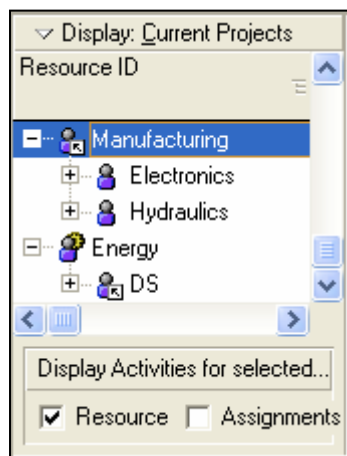 Display: Current Projects
Resource ID
Manufacturing
Electronics
Hydraulics
Energy
DS
Display Activities for selected...
Resource Assignments